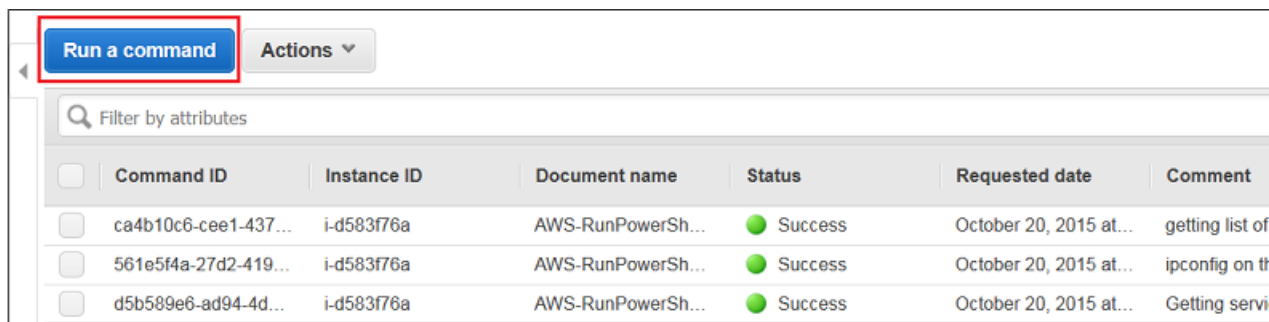 Run a command Actions
Filter by attributes
Command ID Instance ID Document name Status Requested date Comment
ca4b10c6-cee1-437... i-d583f76a AWS-RunPowerSh... Success October 20, 2015 at... getting list of
561e5f4a-27d2-419... i-d583f76a AWS-RunPowerSh... Success October 20, 2015 at... ipconfig on th
d5b589e6-ad94-4d... i-d583f76a AWS-RunPowerSh... Success October 20, 2015 at... Getting servi